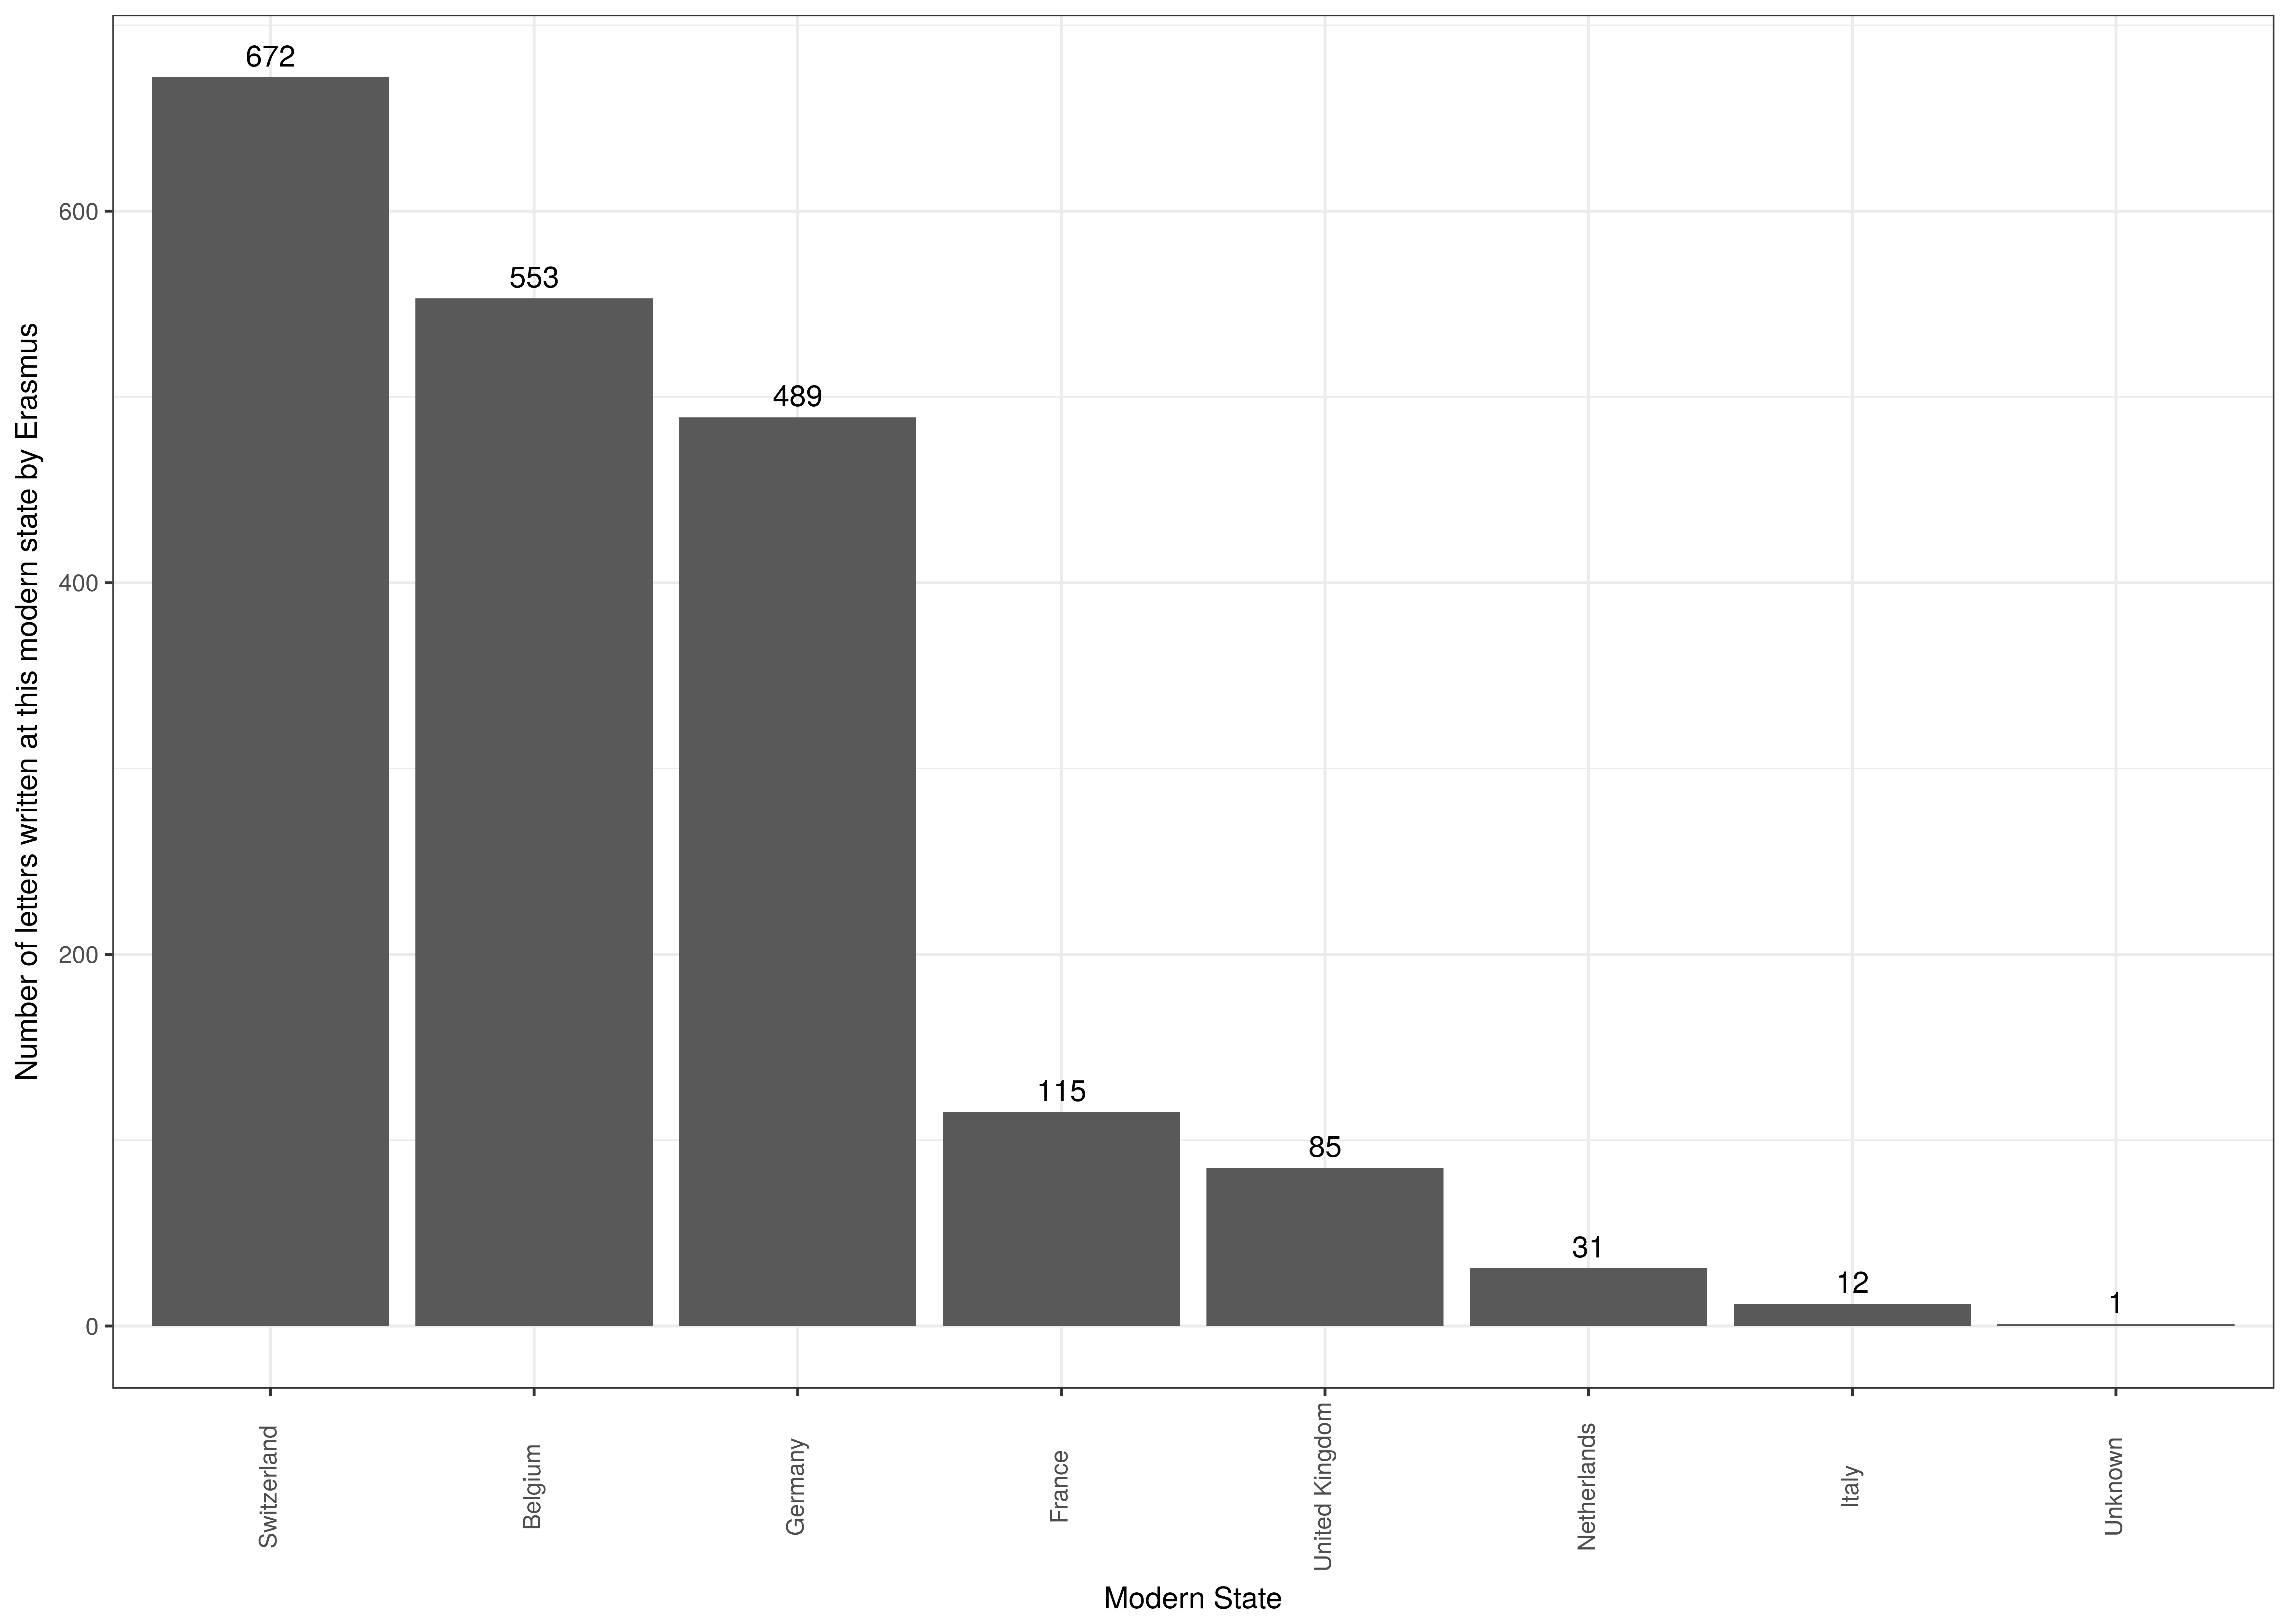 Number of letters written at this modern state by Erasmus
600
400
200
0
672
553
489
115
85
31
12
1
Switzerland
Belgium
Germany
France
United Kingdom
Netherlands
Italy
Unknown
Modern State